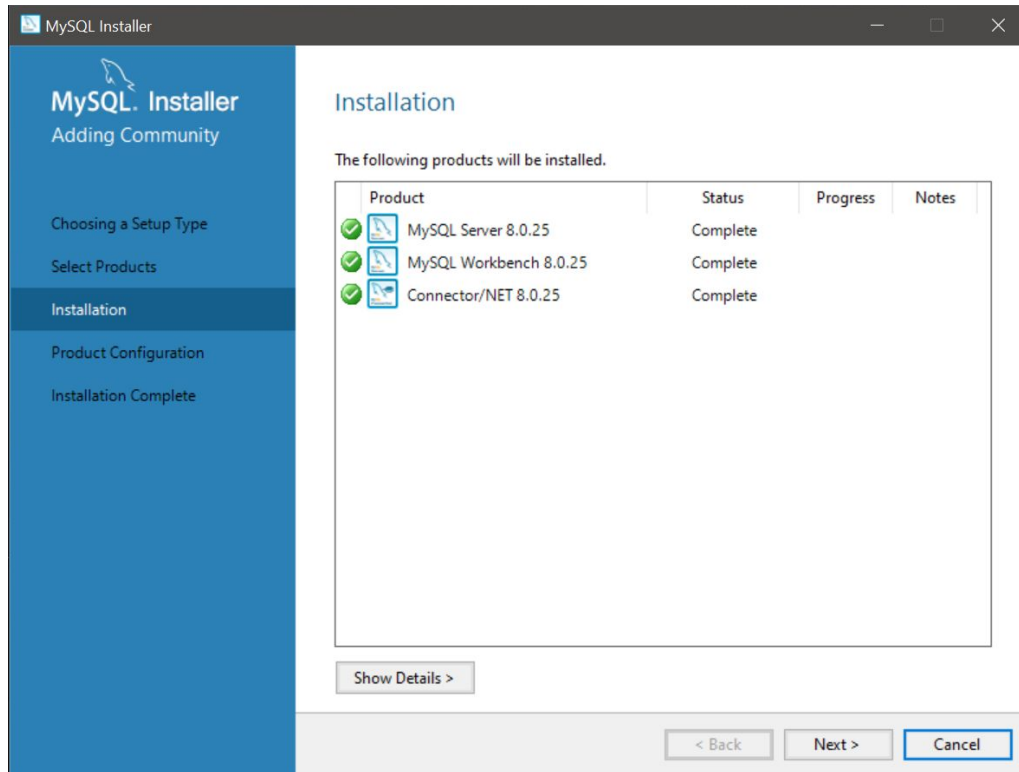 MySQL Installer
MySQL. Installer
Adding Community
Choosing a Setup Type
Select Products
Installation
Product Configuration
Installation Complete
Installation
The following products will be installed.
Product Status Progress Notes
MySQL Server 8.0.25 Complete
MySQL Workbench 8.0.25 Complete
Connector/NET 8.0.25 Complete
Show Details >
< Back Next > Cancel